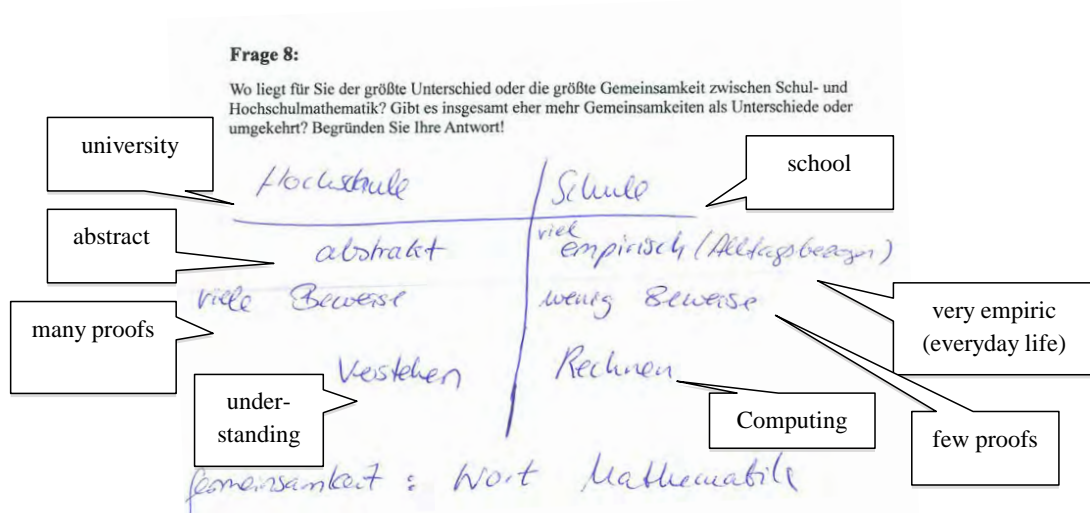 Frage 8:
Wo liegt für Sie der größte Unterschied oder die größte Gemeinsamkeit zwischen Schul- und
Hochschulmathematik? Gibt es insgesamt eher mehr Gemeinsamkeiten als Unterschiede oder
umgekehrt? Begründen Sie Ihre Antwort!
university
school
Hochschule
Schule
abstract
abstrakt
viel empirisch (Alltagsbezogen)
viele Beweise
wenig Beweise
many proofs
very empiric
(everyday life)
Verstehen
Rechnen
under-
standing
Computing
few proofs
Gemeinsamkeit : Wort Mathematik